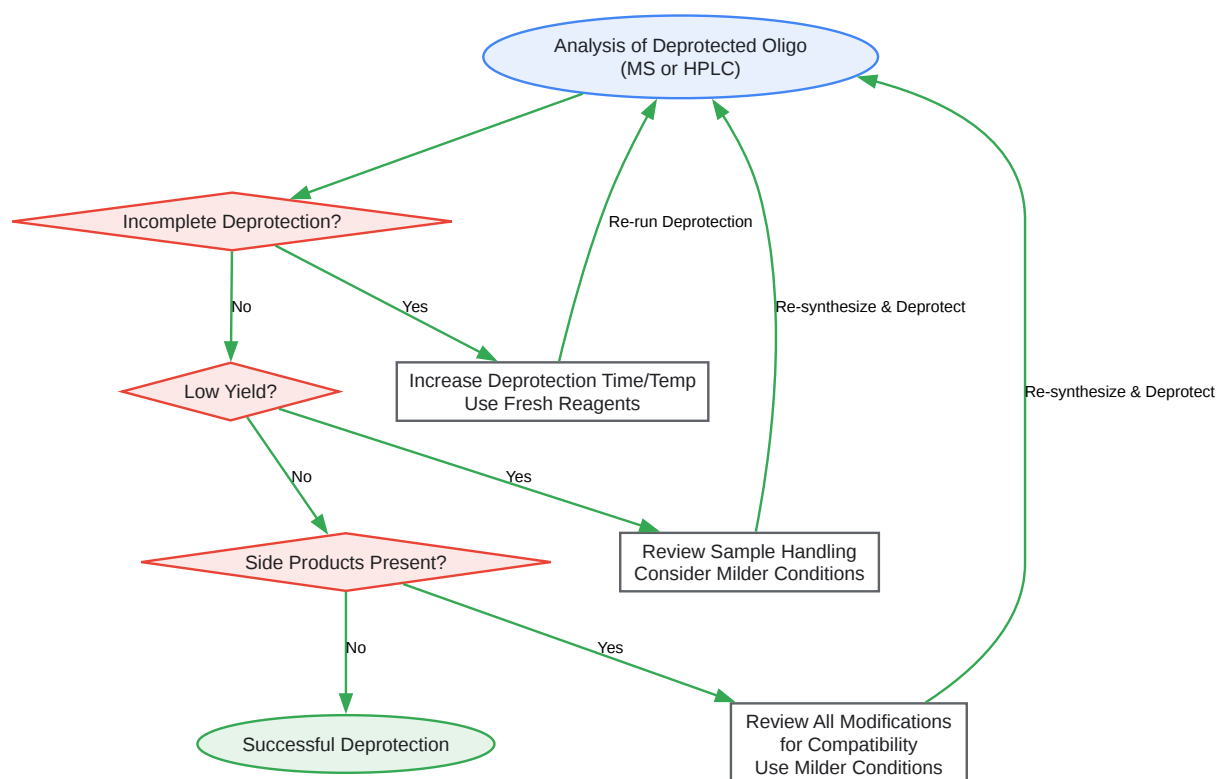 Analysis of Deprotected Oligo
(MS or HPLC)
Incomplete Deprotection?
Re-run Deprotection
No
Yes
Re-synthesize & Deprotect
Low Yield?
Increase Deprotection Time/Temp
Use Fresh Reagents
Re-synthesize & Deprotect
No
Yes
Side Products Present?
Review Sample Handling
Consider Milder Conditions
No
Yes
Successful Deprotection
Review All Modifications
for Compatibility
Use Milder Conditions